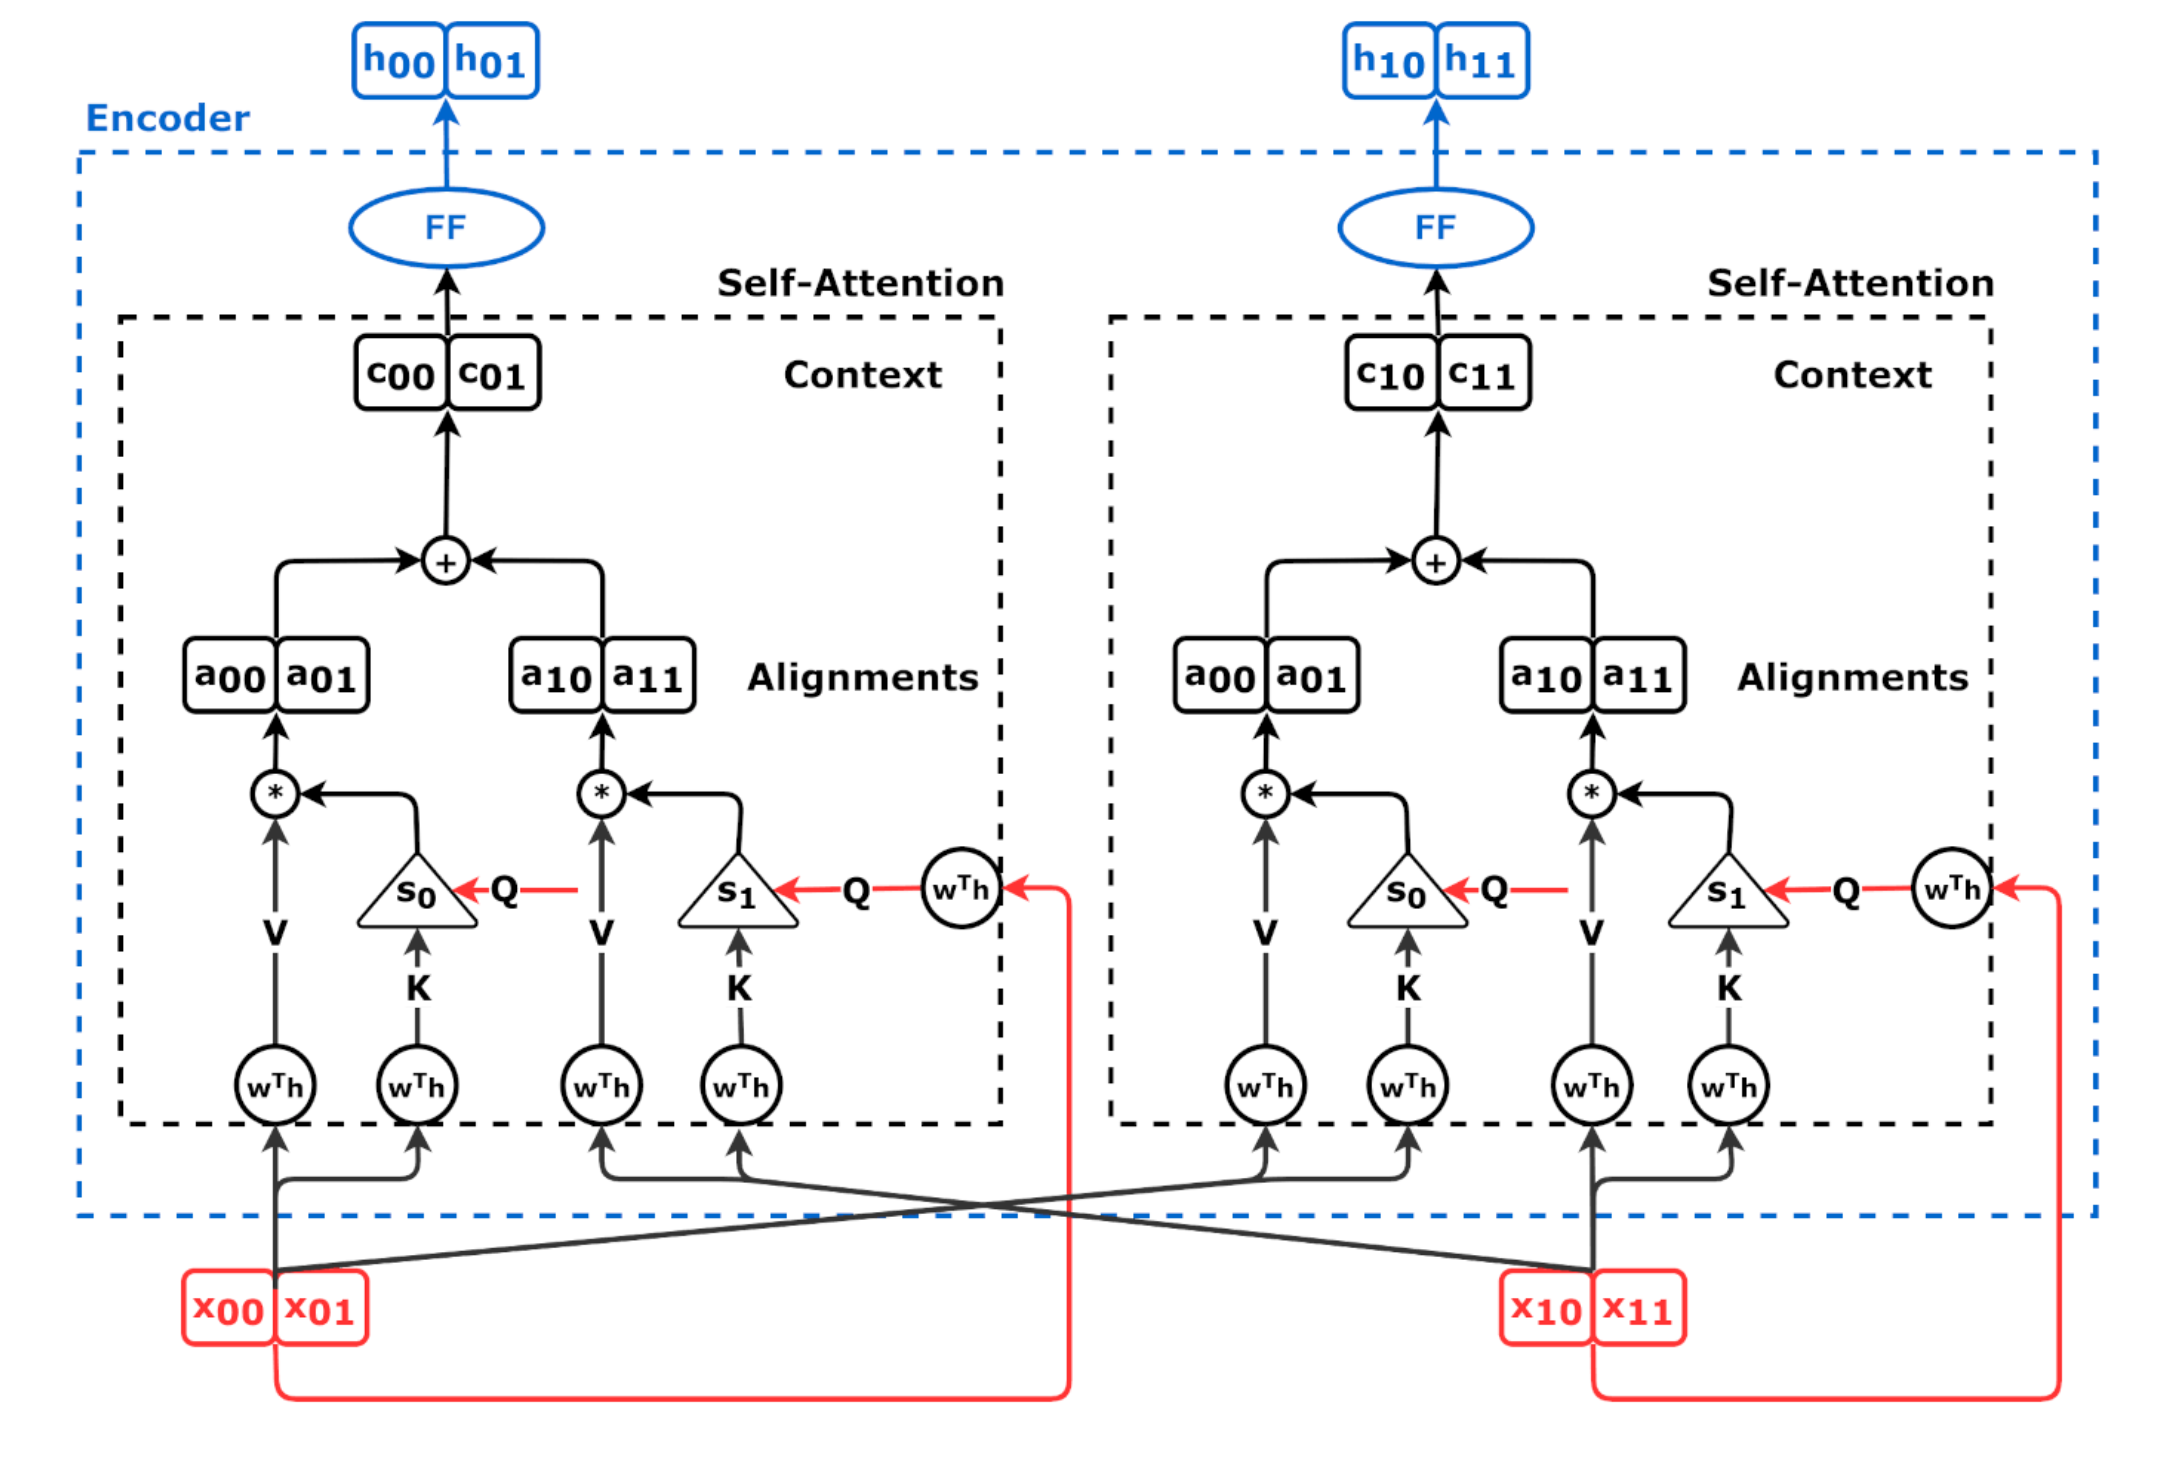 h00 h01 h10 h11
Encoder
FF FF
Self-Attention Self-Attention
c00 c01 Context c10 c11 Context
+ +
a00 a01 a10 a11 Alignments a00 a01 a10 a11 Alignments
* * * *
s0 Q s1 Q wTh s0 Q s1 Q wTh
V V V V
K K K K
wTh wTh wTh wTh wTh wTh wTh wTh
x00 x01 x10 x11